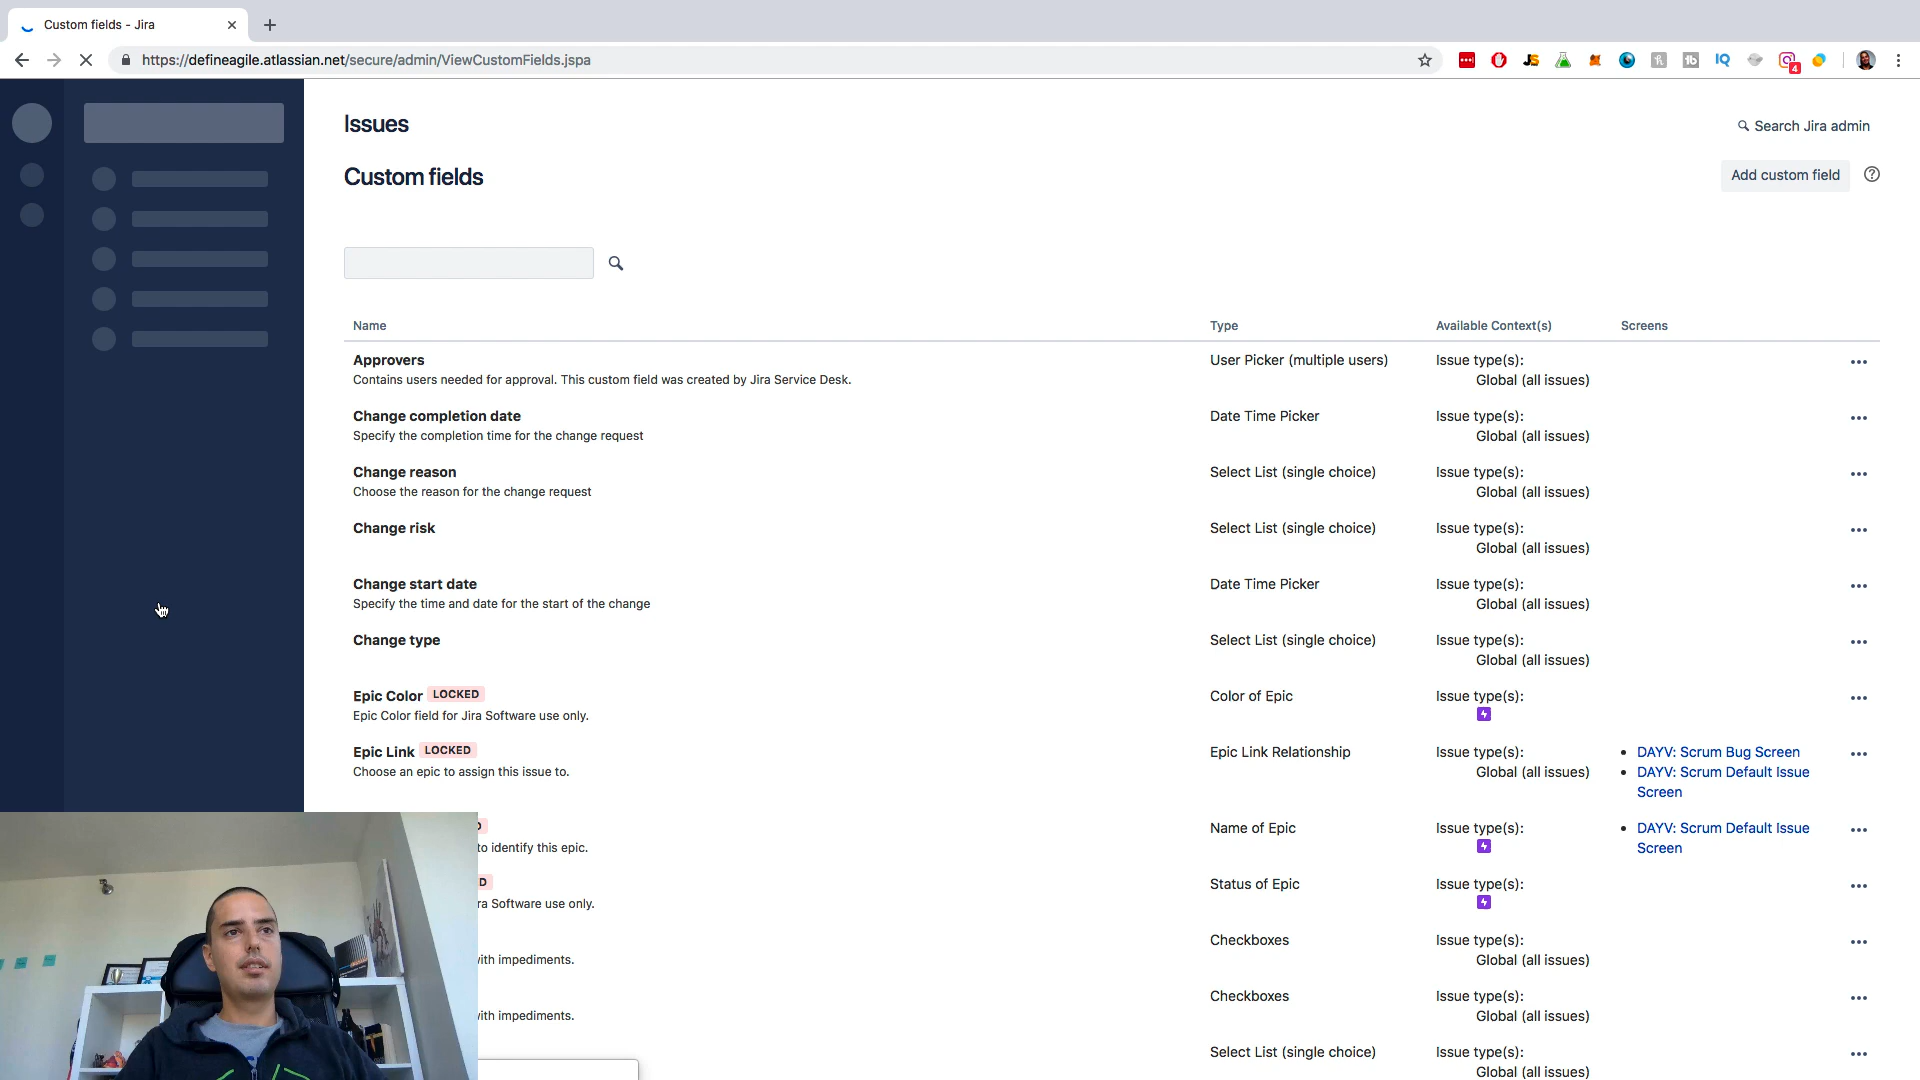 Custom fields - Jira
https://defineagile.atlassian.net/secure/admin/ViewCustomFields.jspa
JS
tb
IQ
4
Issues
Search Jira admin
Custom fields
Add custom field
Name Type Available Context(s) Screens
Approvers User Picker (multiple users) Issue type(s):
Contains users needed for approval. This custom field was created by Jira Service Desk. Global (all issues)
Change completion date Date Time Picker Issue type(s):
Specify the completion time for the change request Global (all issues)
Change reason Select List (single choice) Issue type(s):
Choose the reason for the change request Global (all issues)
Change risk Select List (single choice) Issue type(s):
Global (all issues)
Change start date Date Time Picker Issue type(s):
Specify the time and date for the start of the change Global (all issues)
Change type Select List (single choice) Issue type(s):
Global (all issues)
Epic Color LOCKED Color of Epic Issue type(s):
Epic Color field for Jira Software use only.
Epic Link LOCKED Epic Link Relationship Issue type(s): DAYV: Scrum Bug Screen
Choose an epic to assign this issue to. Global (all issues) DAYV: Scrum Default Issue
Screen
D Name of Epic Issue type(s): DAYV: Scrum Default Issue
to identify this epic. Screen
D Status of Epic Issue type(s):
ra Software use only.
Checkboxes Issue type(s):
with impediments. Global (all issues)
Checkboxes Issue type(s):
with impediments. Global (all issues)
Select List (single choice) Issue type(s):
Global (all issues)